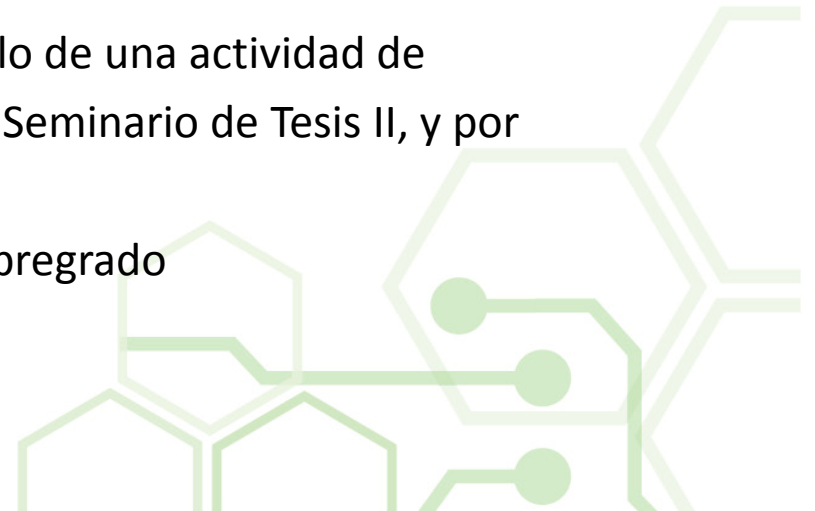 lo de una actividad de
Seminario de Tesis II, y por
pregrado